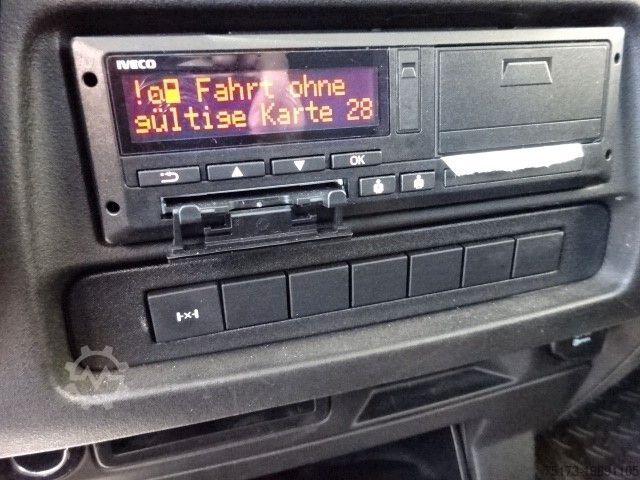 IVECO
! Fahrt ohne
gültige Karte 28
OK